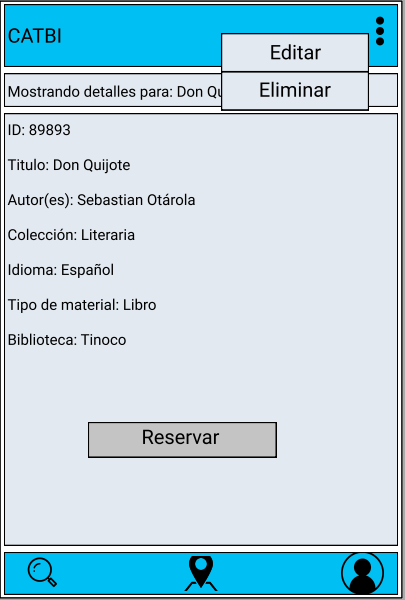 CATBI
Editar
Eliminar
Mostrando detalles para: Don Qu
ID: 89893
Titulo: Don Quijote
Autor(es): Sebastian Otárola
Colección: Literaria
Idioma: Español
Tipo de material: Libro
Biblioteca: Tinoco
Reservar